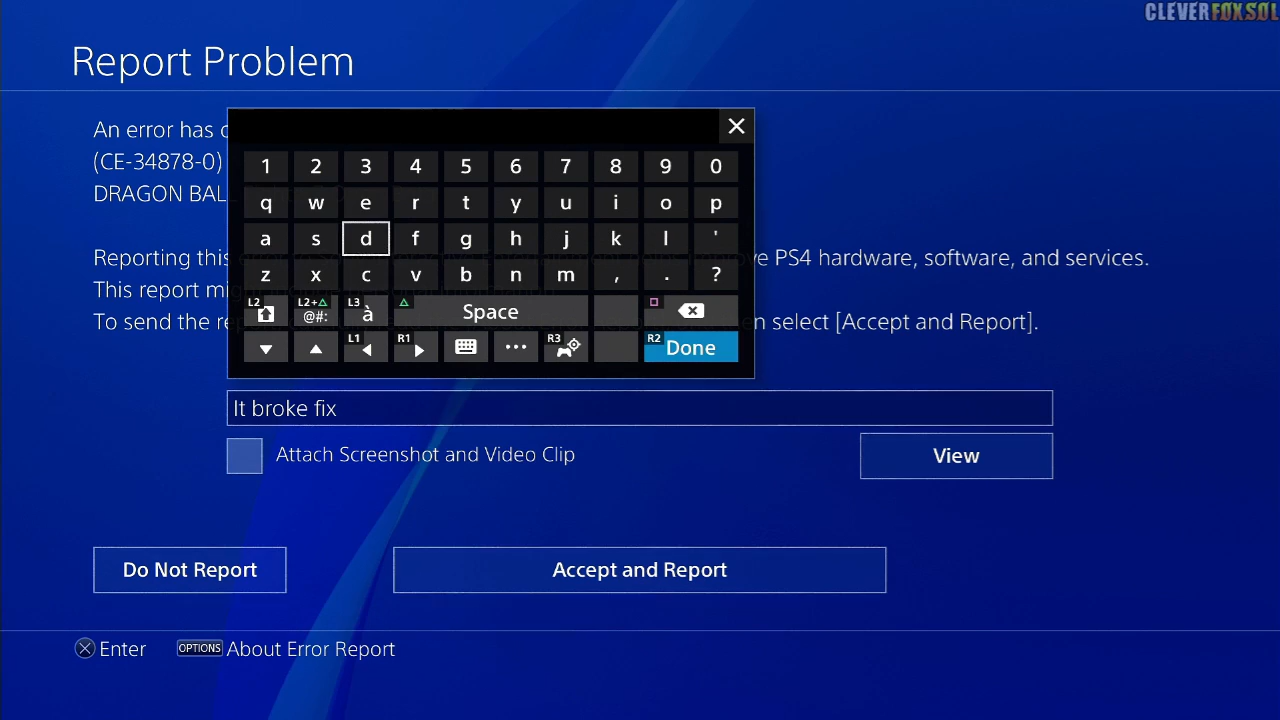 CLEVERFOXSOL
Report Problem
An error has
(CE-34878-0)
DRAGON BAL
Reporting this
e PS4 hardware, software, and services.
This report
To send the
en select [Accept and Report].
1 2 3 4 5 6 7 8 9 0
q w e r t y u i o p
a s d f g h j k l '
z x c v b n m , . ?
L2 L2+△ @#: L3 à △ Space □
L1 R1 ... R3 R2 Done
It broke fix
Attach Screenshot and Video Clip
View
Do Not Report
Accept and Report
Enter OPTIONS About Error Report